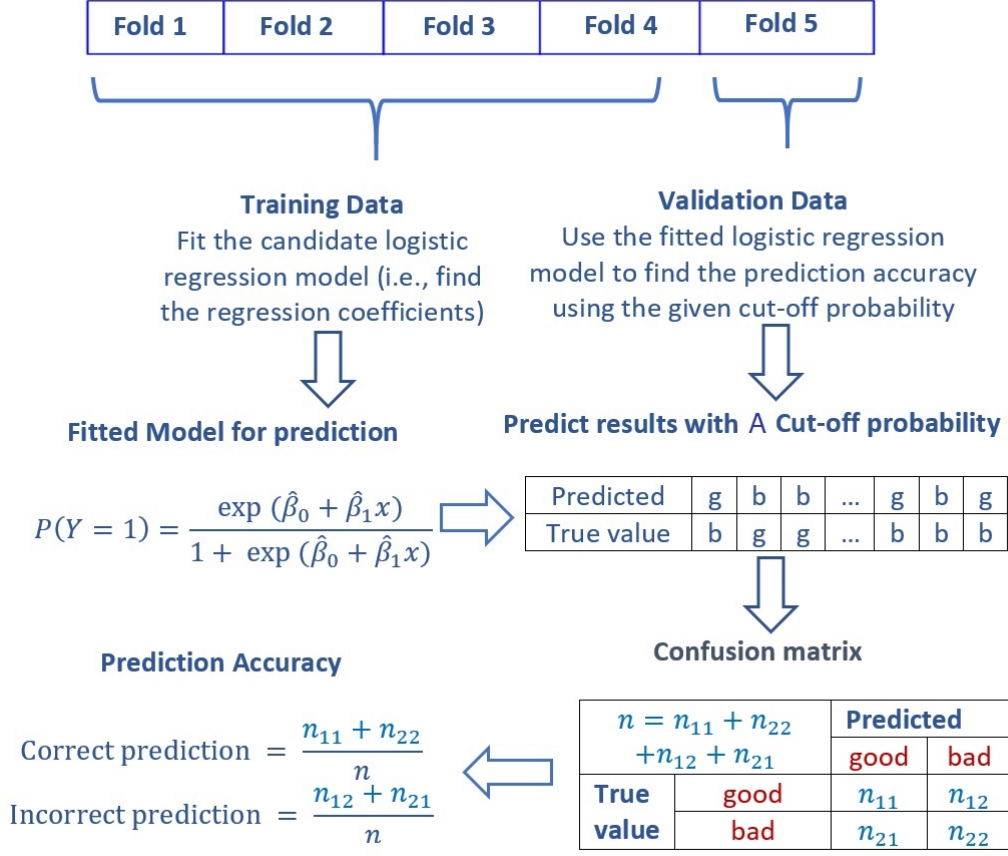 Fold 1 Fold 2 Fold 3 Fold 4 Fold 5
Training Data
Fit the candidate logistic
regression model (i.e., find
the regression coefficients)
Validation Data
Use the fitted logistic regression
model to find the prediction accuracy
using the given cut-off probability
Fitted Model for prediction
P(Y = 1) = exp (β̂₀ + β̂₁x) / 1 + exp (β̂₀ + β̂₁x)
Predict results with A Cut-off probability
Predicted g b b ... g b g
True value b g g ... b b b
Confusion matrix
n = n₁₁ + n₂₂
+n₁₂ + n₂₁
Predicted
good bad
True
value
good n₁₁ n₁₂
bad n₂₁ n₂₂
Prediction Accuracy
Correct prediction = n₁₁ + n₂₂ / n
Incorrect prediction = n₁₂ + n₂₁ / n